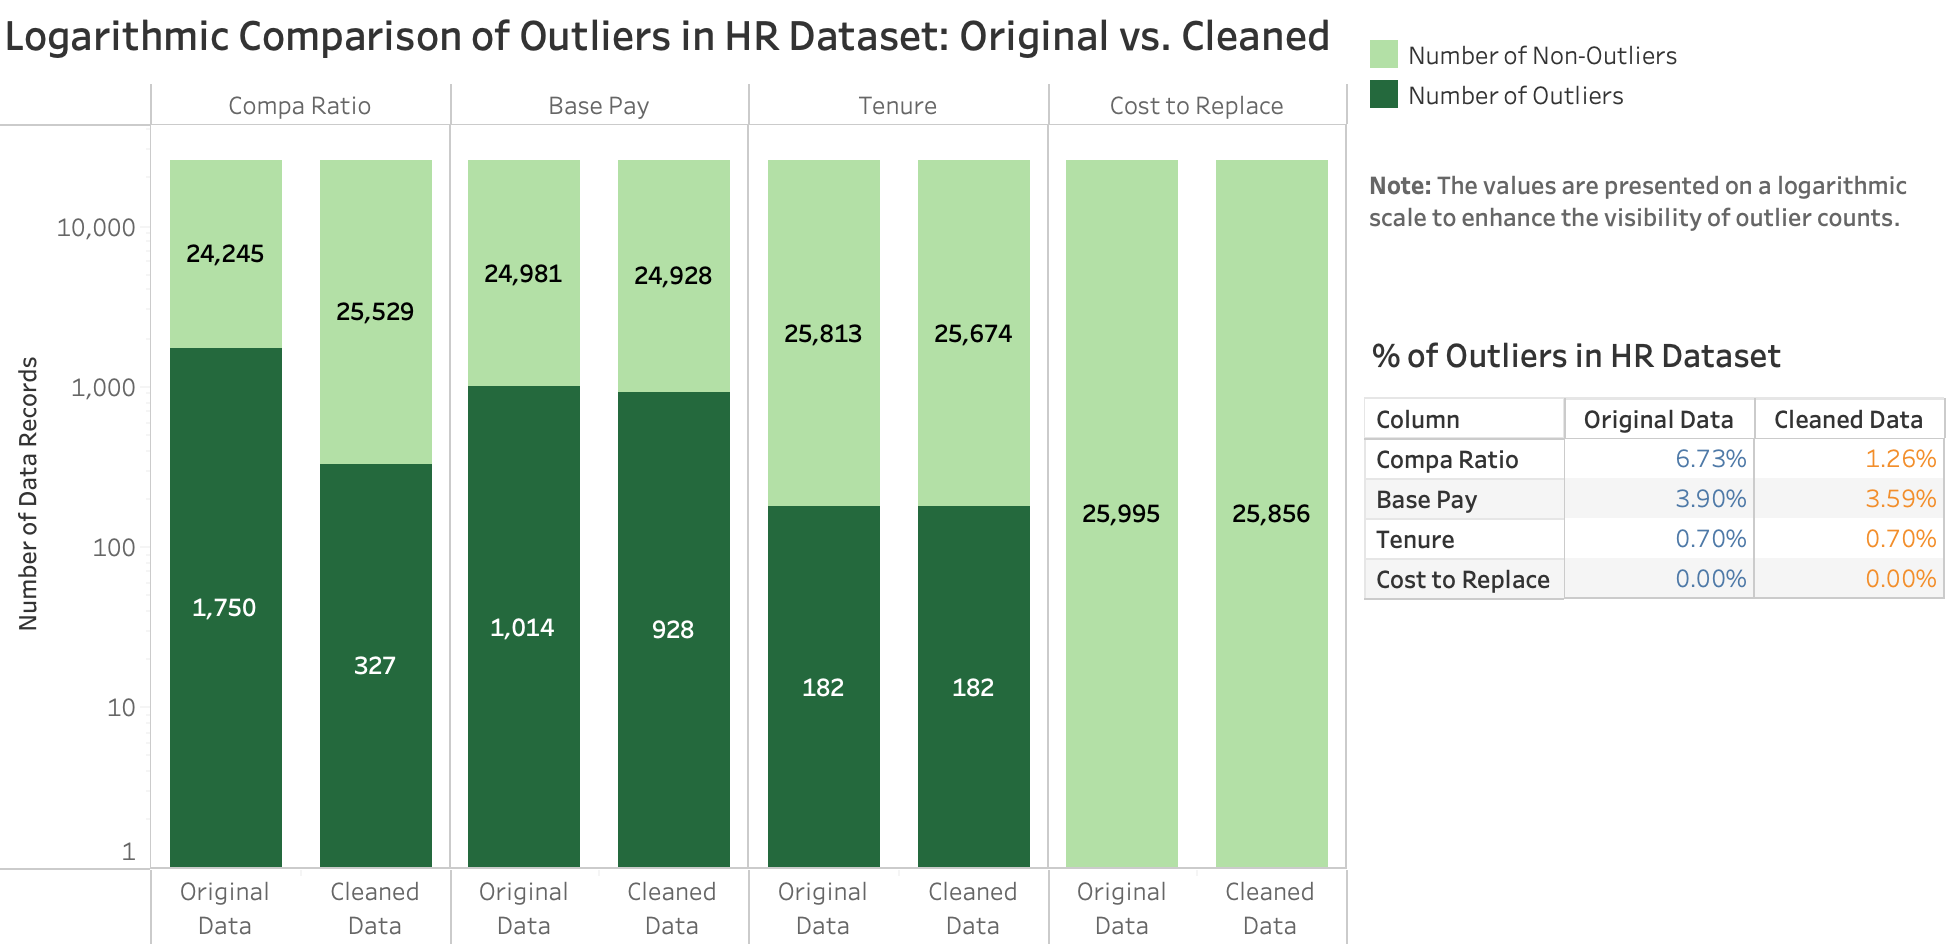 Logarithmic Comparison of Outliers in HR Dataset: Original vs. Cleaned
Number of Non-Outliers
Number of Outliers
Note: The values are presented on a logarithmic
scale to enhance the visibility of outlier counts.
Compa Ratio Base Pay Tenure Cost to Replace
Number of Data Records
10,000
1,000
100
10
1
24,245 25,529 24,981 24,928 25,813 25,674 25,995 25,856
1,750 327 1,014 928 182 182
Original Cleaned Original Cleaned Original Cleaned Original Cleaned
Data Data Data Data Data Data Data Data
% of Outliers in HR Dataset
Column Original Data Cleaned Data
Compa Ratio 6.73% 1.26%
Base Pay 3.90% 3.59%
Tenure 0.70% 0.70%
Cost to Replace 0.00% 0.00%